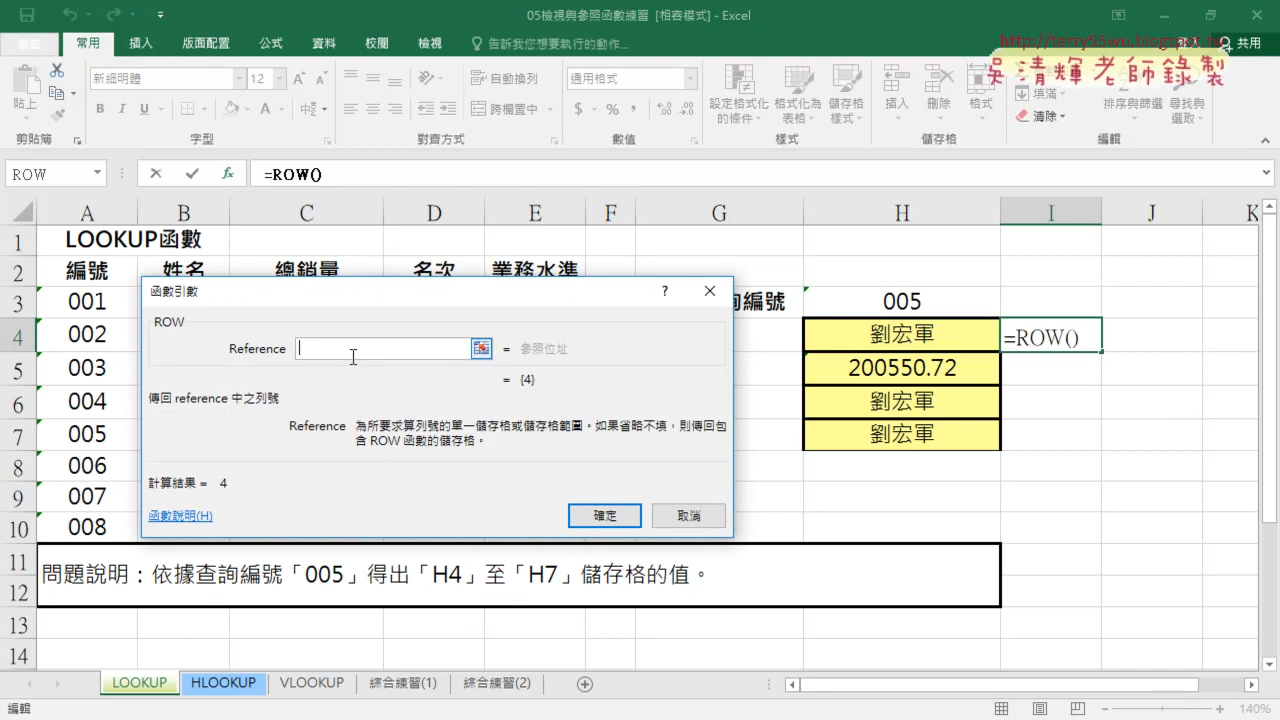 05檢視與參照函數練習 [相容模式] - Excel
常用 插入 版面配置 公式 資料 校閱 檢視 告訴我您想要執行的動作... 共用
http://terry55wu.blogspot.tw
吳清輝老師錄製
貼上 新細明體 12 自動換列 通用格式 設定格式化的條件 格式化為表格 儲存格樣式 插入 刪除 格式 填滿 排序與篩選 尋找與選取
B I U 跨欄置中 $ % 清除
剪貼簿 字型 對齊方式 數值 樣式 儲存格 編輯
ROW fx =ROW()
A B C D E F G H I J K
1 LOOKUP函數
2 編號 姓名 總銷量 名次 業務水準
3 001 詢編號 005
4 002 劉宏軍 =ROW()
5 003 200550.72
6 004 劉宏軍
7 005 劉宏軍
8 006
9 007
10 008
函數引數 ? ×
ROW
Reference = 參照位址
= {4}
傳回 reference 中之列號
Reference 為所要求算列號的單一儲存格或儲存格範圍。如果省略不填，則傳回包
含 ROW 函數的儲存格。
計算結果 = 4
函數說明(H) 確定 取消
11 問題說明：依據查詢編號「005」得出「H4」至「H7」儲存格的值。
12
13
14
LOOKUP HLOOKUP VLOOKUP 綜合練習(1) 綜合練習(2)
編輯 140%